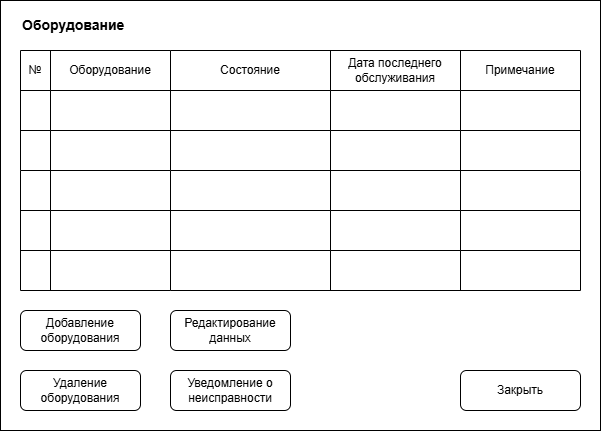 Оборудование
№ Оборудование Состояние Дата последнего Примечание
обслуживания
Добавление Редактирование
оборудования данных
Удаление Уведомление о Закрыть
оборудования неисправности